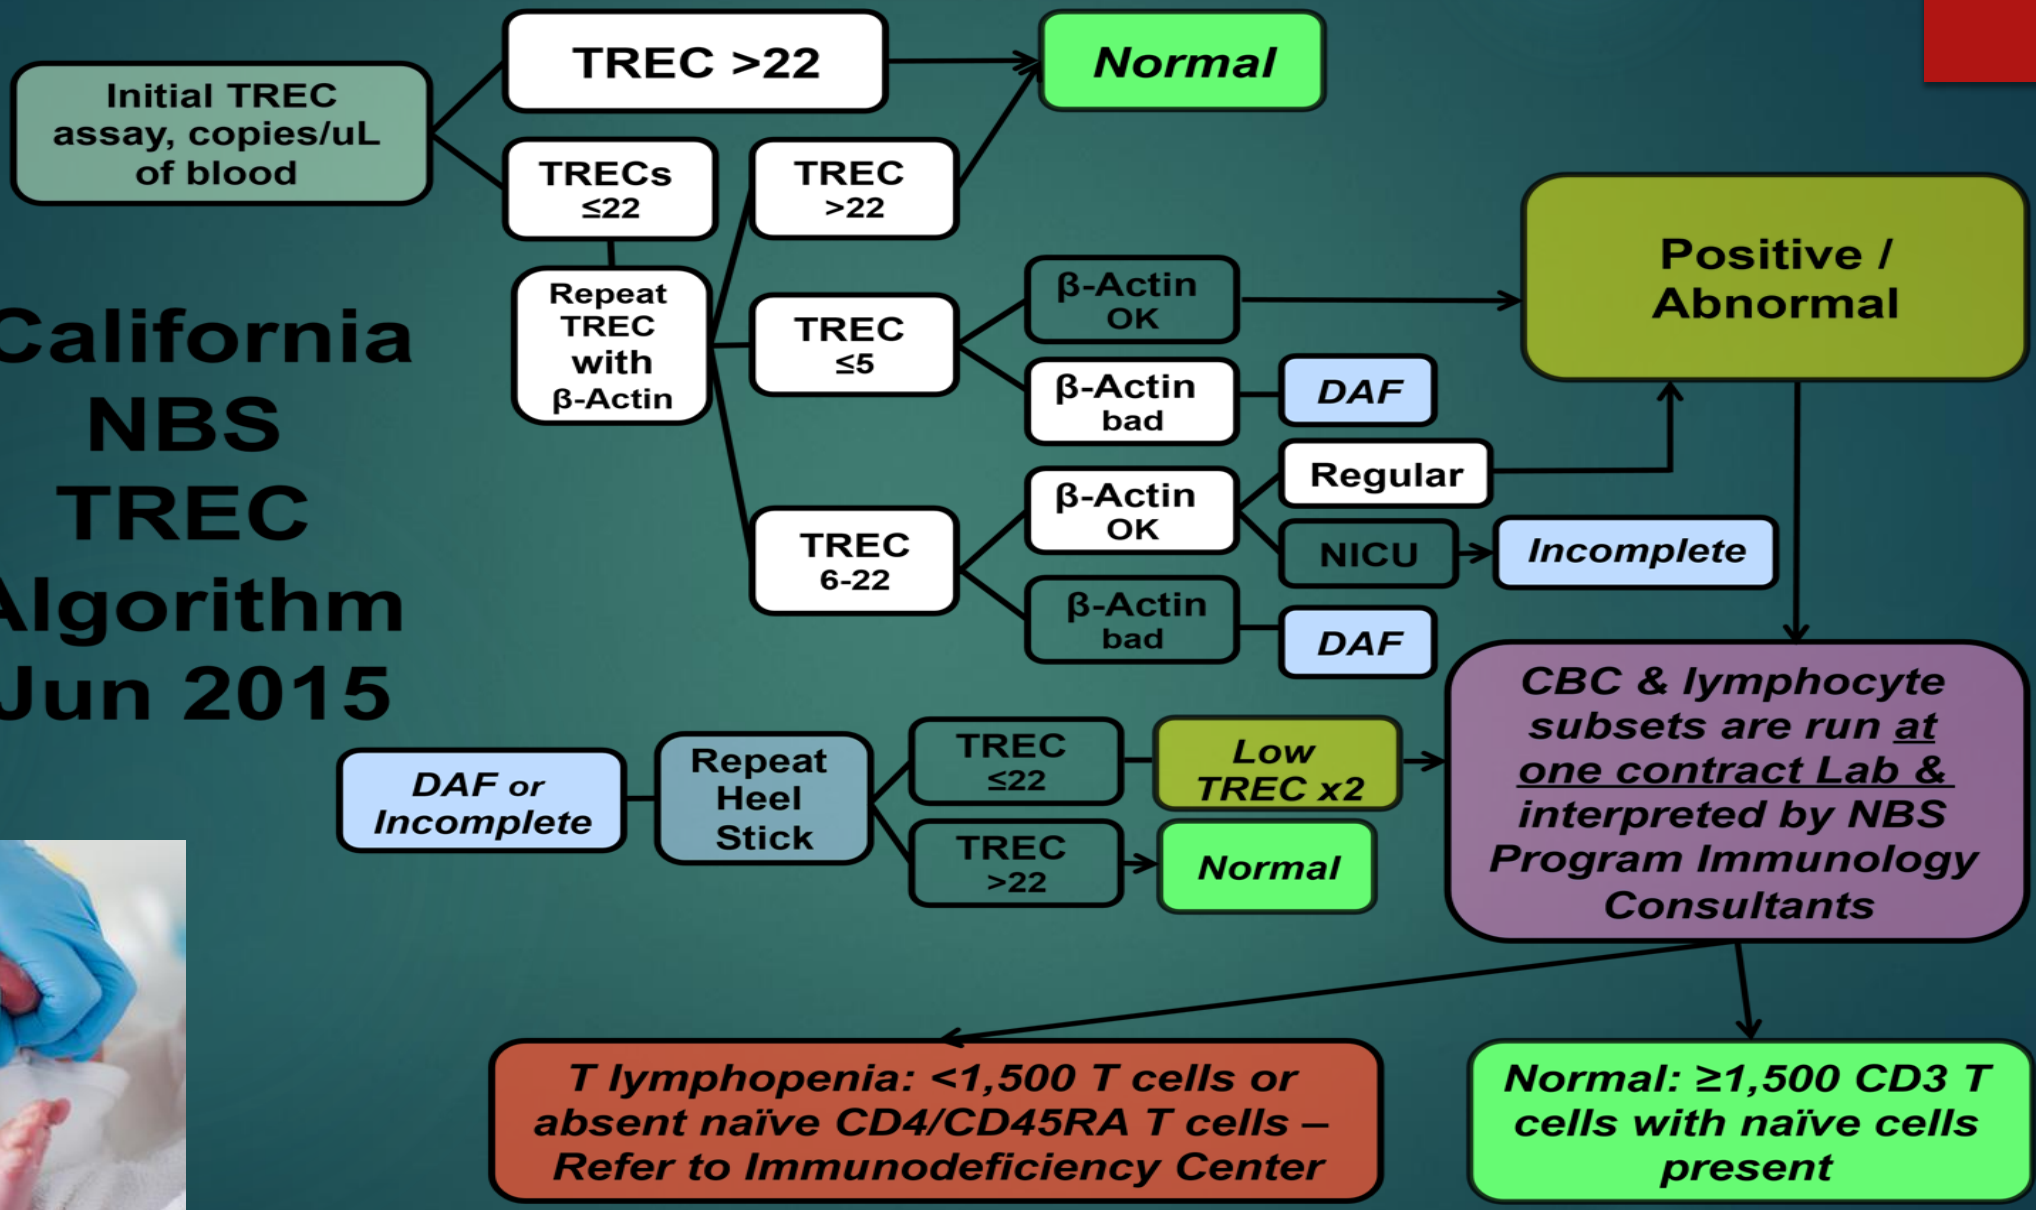 Initial TREC
assay, copies/uL
of blood
TREC >22
Normal
TRECs
≤22
TREC
>22
Repeat
TREC
with
β-Actin
TREC
≤5
β-Actin
OK
Positive /
Abnormal
β-Actin
bad
DAF
TREC
6-22
β-Actin
OK
Regular
NICU
Incomplete
β-Actin
bad
DAF
California
NBS
TREC
Algorithm
Jun 2015
DAF or
Incomplete
Repeat
Heel
Stick
TREC
≤22
Low
TREC x2
TREC
>22
Normal
CBC & lymphocyte
subsets are run at
one contract Lab &
interpreted by NBS
Program Immunology
Consultants
T lymphopenia: <1,500 T cells or
absent naïve CD4/CD45RA T cells –
Refer to Immunodeficiency Center
Normal: ≥1,500 CD3 T
cells with naïve cells
present